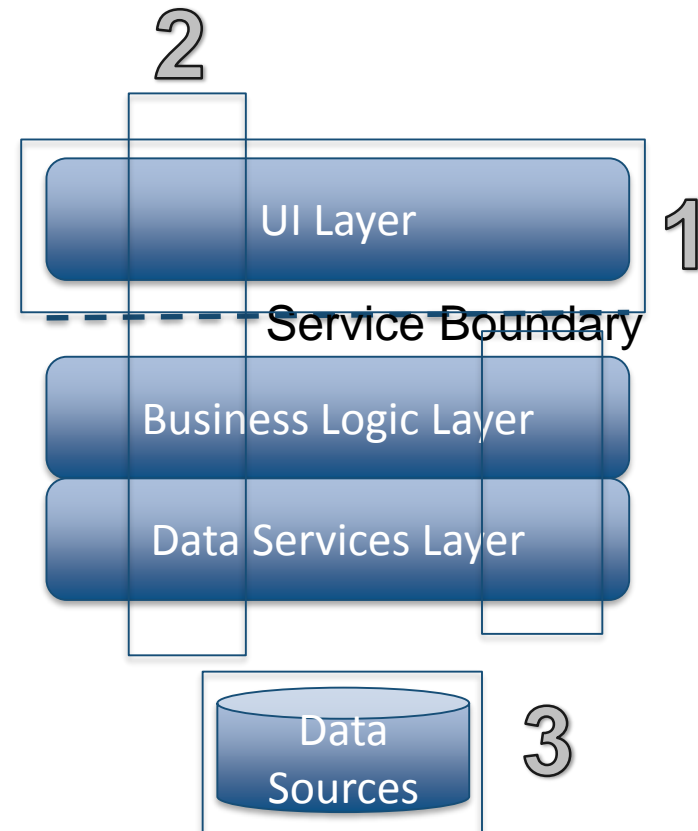 2
UI Layer
1
Service Boundary
Business Logic Layer
Data Services Layer
Data
Sources
3